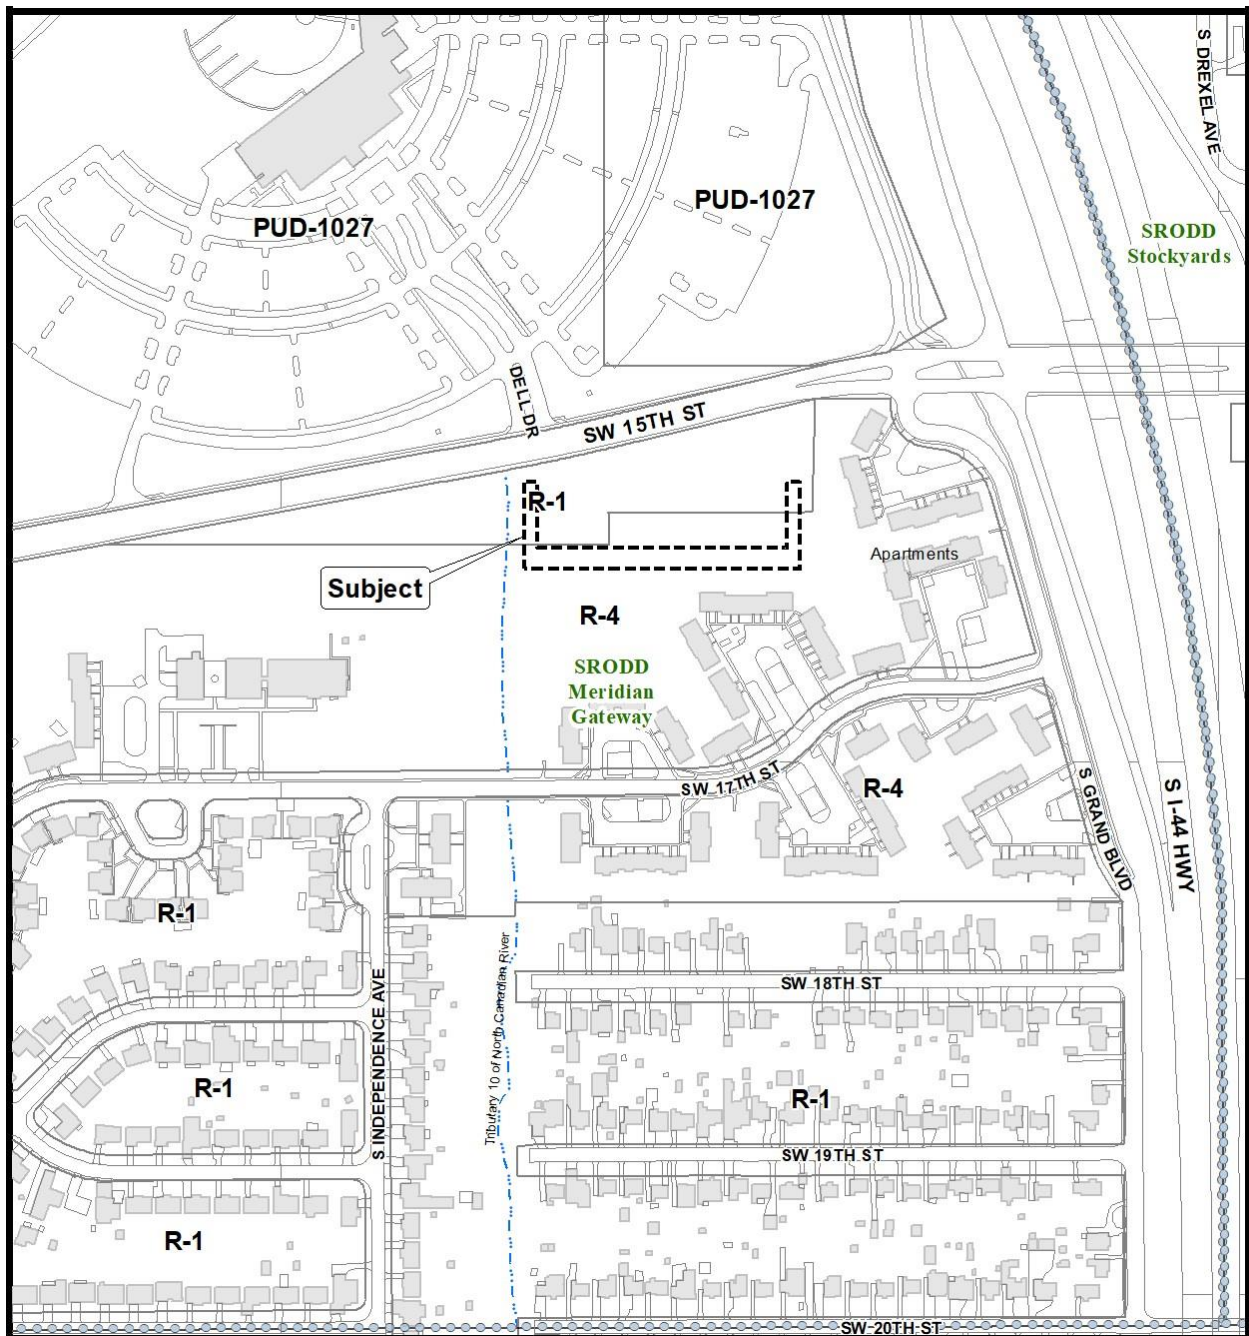 S DREXEL AVE
PUD-1027
PUD-1027
SRODD
Stockyards
DELL DR
SW 15TH ST
R-1
Apartments
Subject
R-4
SRODD
Meridian
Gateway
SW 17TH ST
R-4
S GRAND BLVD
S I-44 HWY
R-1
Tributary 10 of North Canadian River
SW 18TH ST
S INDEPENDENCE AVE
R-1
R-1
SW 19TH ST
R-1
SW 20TH ST